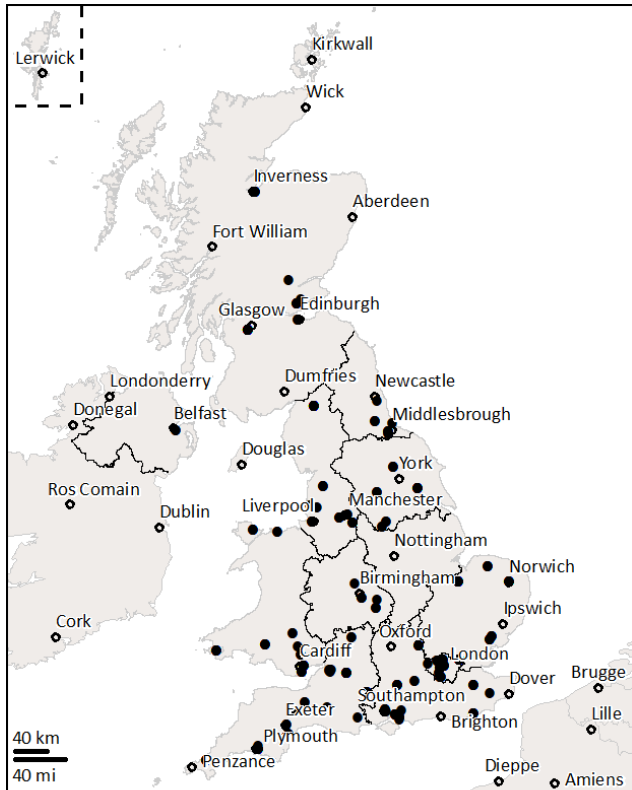 Kirkwall
Lerwick
Wick
Inverness
Aberdeen
Fort William
Glasgow
Edinburgh
Dumfries
Londonderry
Newcastle
Donegal
Belfast
Middlesbrough
Douglas
York
Ros Comain
Liverpool
Manchester
Dublin
Nottingham
Norwich
Birmingham
Ipswich
Cork
Oxford
Cardiff
London
Southampton
Dover
Brugge
Exeter
Brighton
Lille
Plymouth
40 km
40 mi
Penzance
Dieppe
Amiens